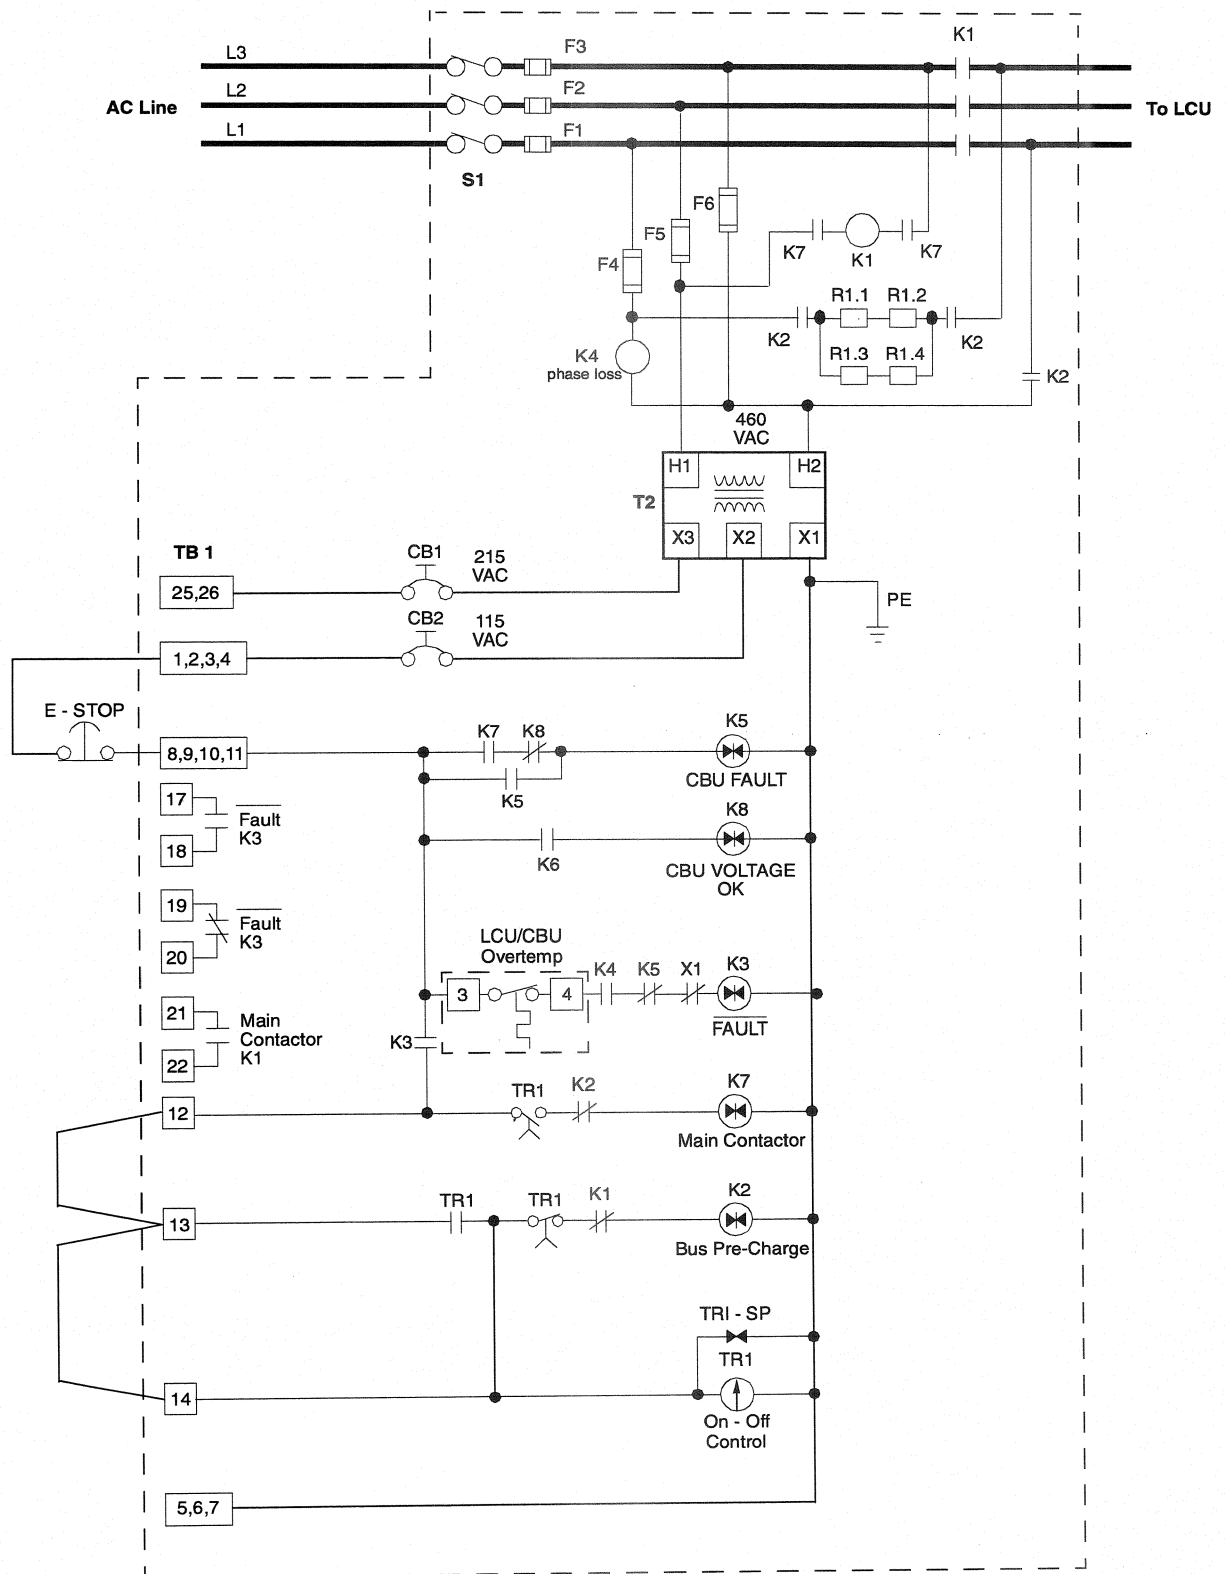 K1
L3
F3
L2
F2
AC Line
To LCU
L1
F1
S1
F6
F5
K7
K1
K7
F4
R1.1
R1.2
K2
K2
K4
phase loss
R1.3
R1.4
K2
460
VAC
H1
H2
T2
X3
X2
X1
TB 1
CB1
215
VAC
25,26
PE
CB2
115
VAC
1,2,3,4
E - STOP
K7
K8
K5
8,9,10,11
CBU FAULT
K5
17
Fault
K3
18
K8
K6
CBU VOLTAGE
OK
19
Fault
K3
20
LCU/CBU
Overtemp
K4
K5
X1
K3
3
4
FAULT
21
Main
Contactor
K1
22
K3
TR1
K2
K7
12
Main Contactor
TR1
TR1
K1
K2
13
Bus Pre-Charge
TRI - SP
TR1
14
On - Off
Control
5,6,7